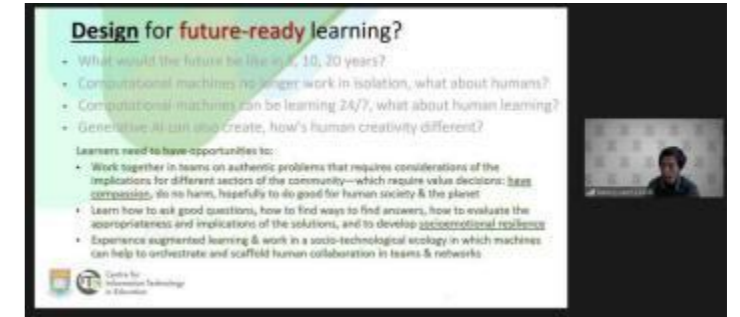 Design for future-ready learning?
• What would the future be like in 5, 10, 20 years?
• Computational machines no longer work in isolation, what about humans?
• Computational machines can be learning 24/7, what about human learning?
• Generative AI can also create, how's human creativity different?
Learners need to have opportunities to:
• Work together in teams on authentic problems that requires considerations of the
implications for different sectors of the community—which require value decisions: have
compassion, do no harm, hopefully to do good for human society & the planet
• Learn how to ask good questions, how to find ways to find answers, how to evaluate the
appropriateness and implications of the solutions, and to develop socioemotional resilience
• Experience augmented learning & work in a socio-technological ecology in which machines
can help to orchestrate and scaffold human collaboration in teams & networks
Centre for
Information Technology
in Education